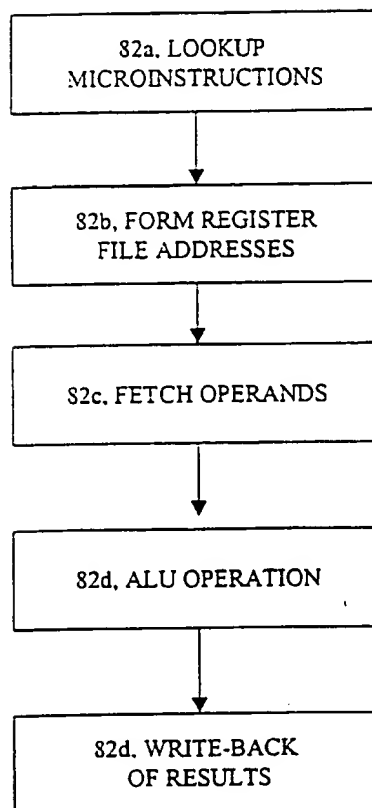 82a. LOOKUP
MICROINSTRUCTIONS
82b, FORM REGISTER
FILE ADDRESSES
82c, FETCH OPERANDS
82d, ALU OPERATION
82d, WRITE-BACK
OF RESULTS